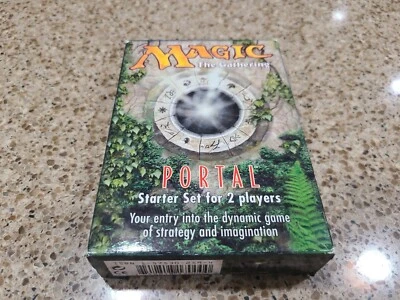 MAGIC
The Gathering
PORTAL
Starter Set for 2 players
Your entry into the dynamic game
of strategy and imagination